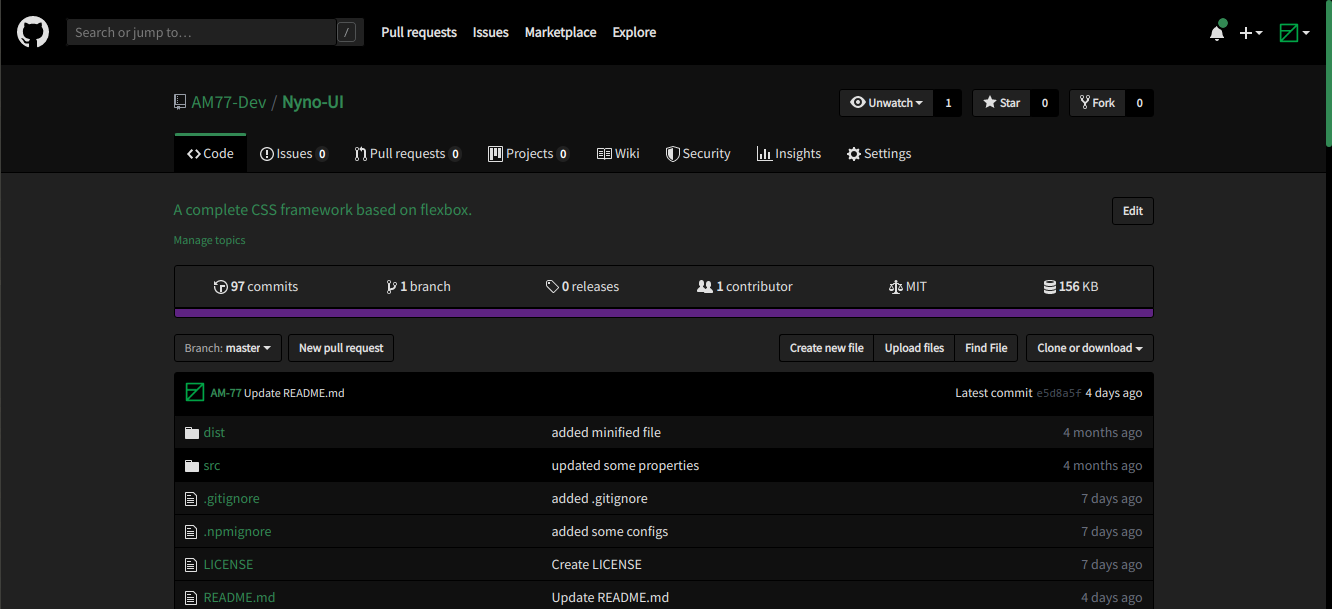 Search or jump to… / Pull requests Issues Marketplace Explore
AM77-Dev / Nyno-UI Unwatch 1 Star 0 Fork 0
Code Issues 0 Pull requests 0 Projects 0 Wiki Security Insights Settings
A complete CSS framework based on flexbox. Edit
Manage topics
97 commits 1 branch 0 releases 1 contributor MIT 156 KB
Branch: master New pull request Create new file Upload files Find File Clone or download
AM-77 Update README.md Latest commit e5d8a5f 4 days ago
dist added minified file 4 months ago
src updated some properties 4 months ago
.gitignore added .gitignore 7 days ago
.npmignore added some configs 7 days ago
LICENSE Create LICENSE 7 days ago
README.md Update README.md 4 days ago